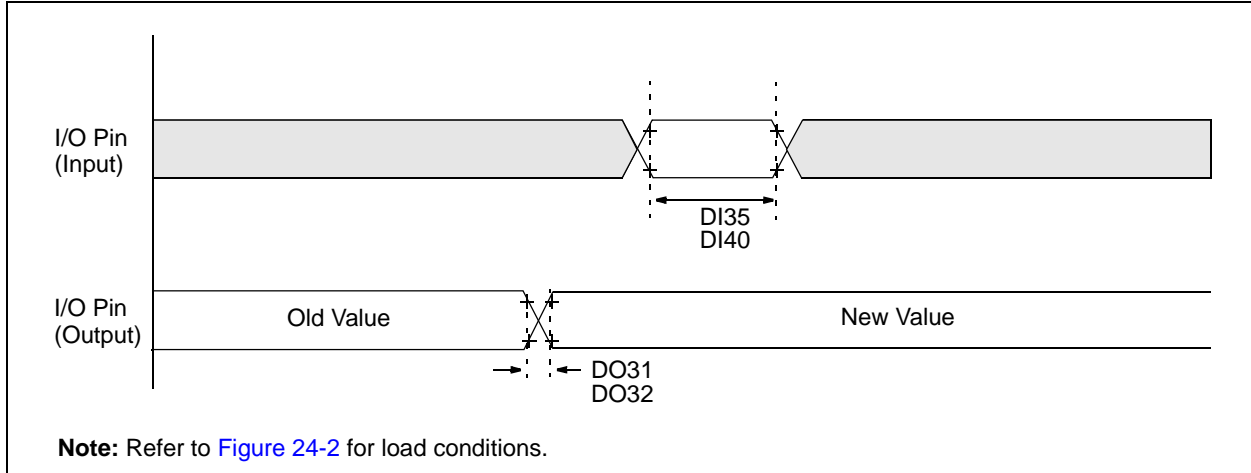 I/O Pin
(Input)
DI35
DI40
I/O Pin
(Output)
Old Value
New Value
DO31
DO32
Note: Refer to Figure 24-2 for load conditions.